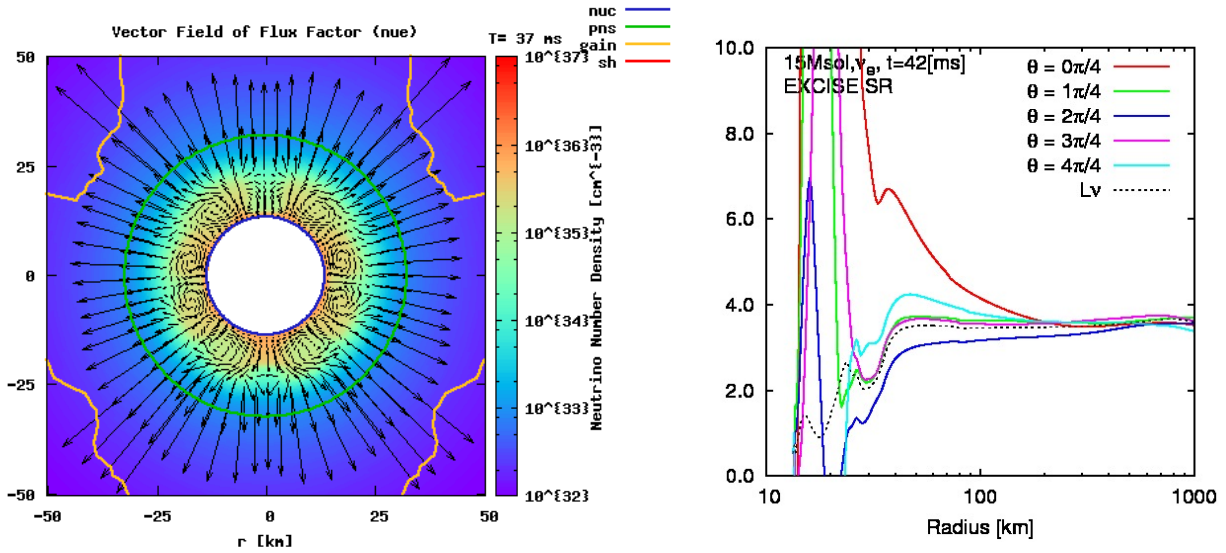 Vector Field of Flux Factor (nue)
T= 37 ms
nuc
pns
gain
sh
50
25
0
-25
-50
-50
-25
0
25
50
r [km]
10^{37}
10^{36}
10^{35}
10^{34}
10^{33}
10^{32}
Neutrino Number Density [cm^{-3}]
15Msol,νe, t=42[ms]
EXCISE SR
θ = 0π/4
θ = 1π/4
θ = 2π/4
θ = 3π/4
θ = 4π/4
Lν
10.0
8.0
6.0
4.0
2.0
0.0
10
100
1000
Radius [km]